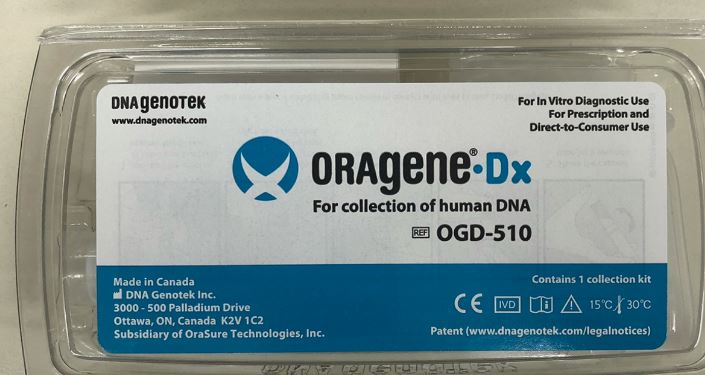 DNAgenotek
www.dnagenotek.com
For In Vitro Diagnostic Use
For Prescription and
Direct-to-Consumer Use
ORAgene®•Dx
For collection of human DNA
REF OGD-510
Made in Canada
DNA Genotek Inc.
3000 - 500 Palladium Drive
Ottawa, ON, Canada K2V 1C2
Subsidiary of OraSure Technologies, Inc.
Contains 1 collection kit
CE IVD 15°C 30°C
Patent (www.dnagenotek.com/legalnotices)